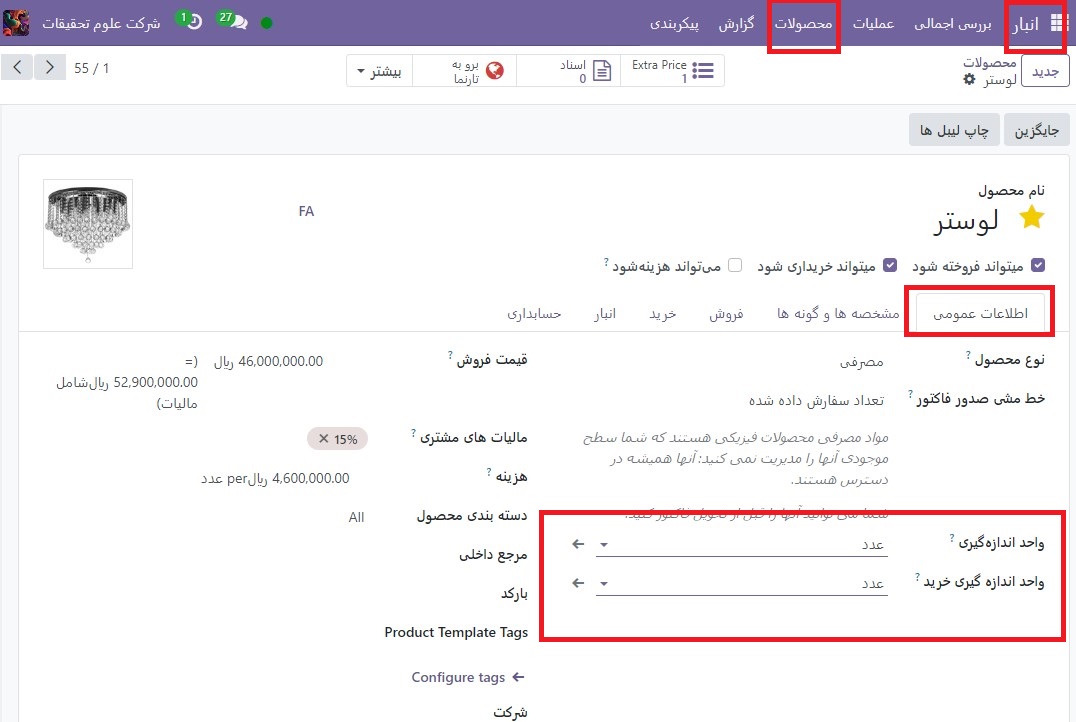 انبار
بررسی اجمالی
عملیات
محصولات
گزارش
پیکربندی
27
1
شرکت علوم تحقیقات
جدید
محصولات
لوستر
Extra Price
1
اسناد
0
برو به
تارنما
بیشتر
55 / 1
جایگزین
چاپ لیبل ها
نام محصول
لوستر
FA
میتواند فروخته شود
میتواند خریداری شود
می‌تواند هزینه‌شود ?
اطلاعات عمومی
مشخصه ها و گونه ها
فروش
خرید
انبار
حسابداری
نوع محصول ?
مصرفی
خط مشی صدور فاکتور ?
تعداد سفارش داده شده
مواد مصرفی محصولات فیزیکی هستند که شما سطح
موجودی آنها را مدیریت نمی کنید: آنها همیشه در
دسترس هستند.
شما می توانید آنها را قبل از تحویل فاکتور کنید.
واحد اندازه‌گیری ?
عدد
واحد اندازه گیری خرید ?
عدد
قیمت فروش ?
46,000,000.00 ریال
(=
52,900,000.00 ریال‌شامل
مالیات)
مالیات های مشتری ?
15% ×
هزینه ?
4,600,000.00 ریال‌per عدد
دسته بندی محصول
All
مرجع داخلی
بارکد
Product Template Tags
Configure tags
شرکت